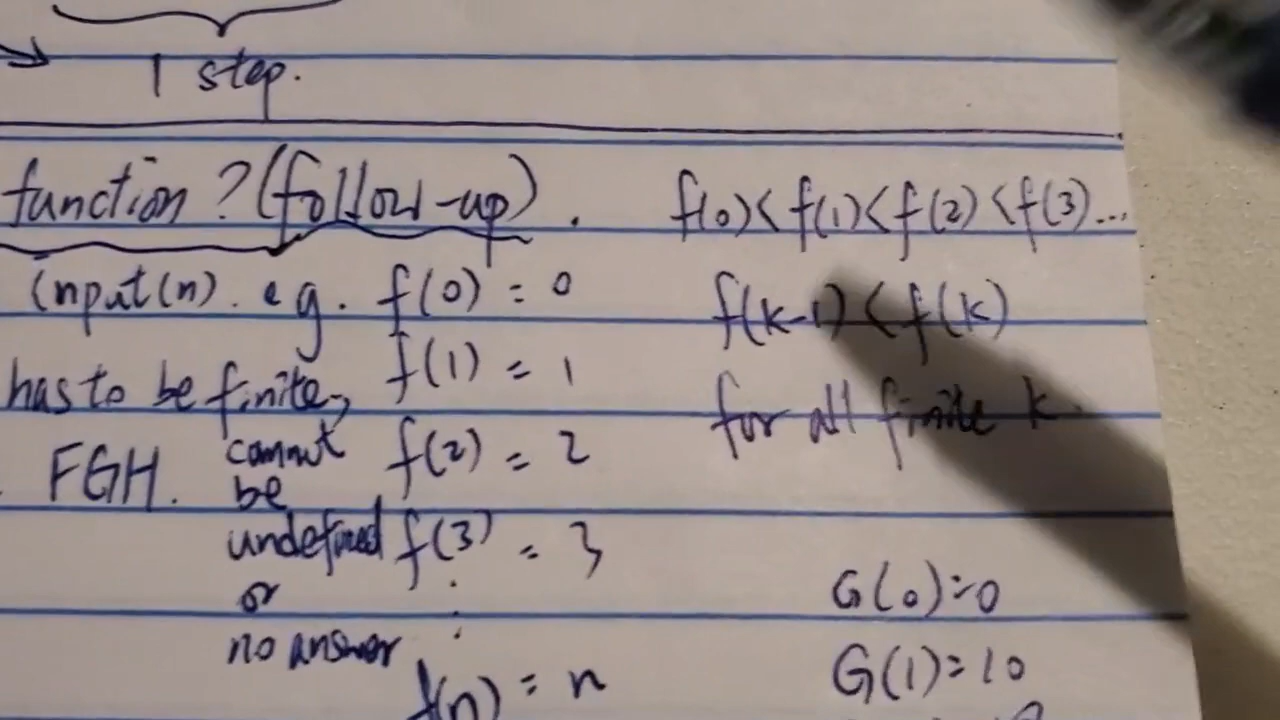 1 step.
function ? (follow-up).
f(0)<f(1)<f(2)<f(3)...
input(n). eg. f(0) = 0
f(k-1) < f(k)
has to be finite, f(1) = 1
for all finite k.
FGH. cannot be f(2) = 2
undefined f(3) = 3
or
no answer
f(n) = n
G(0)=0
G(1)=10